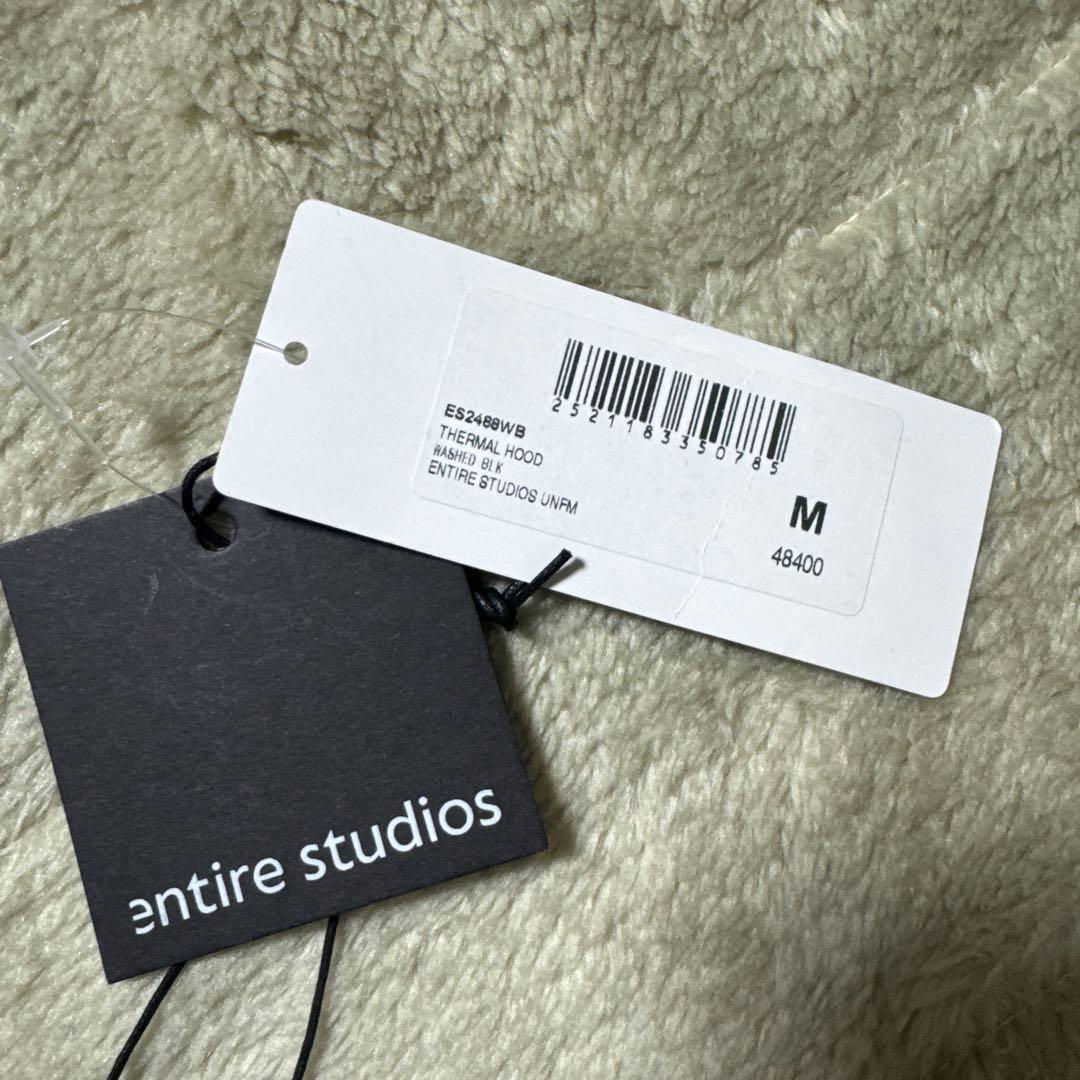 2521183350785
ES2488WB
THERMAL HOOD
WASHED BLK
ENTIRE STUDIOS UNFM
M
48400
entire studios